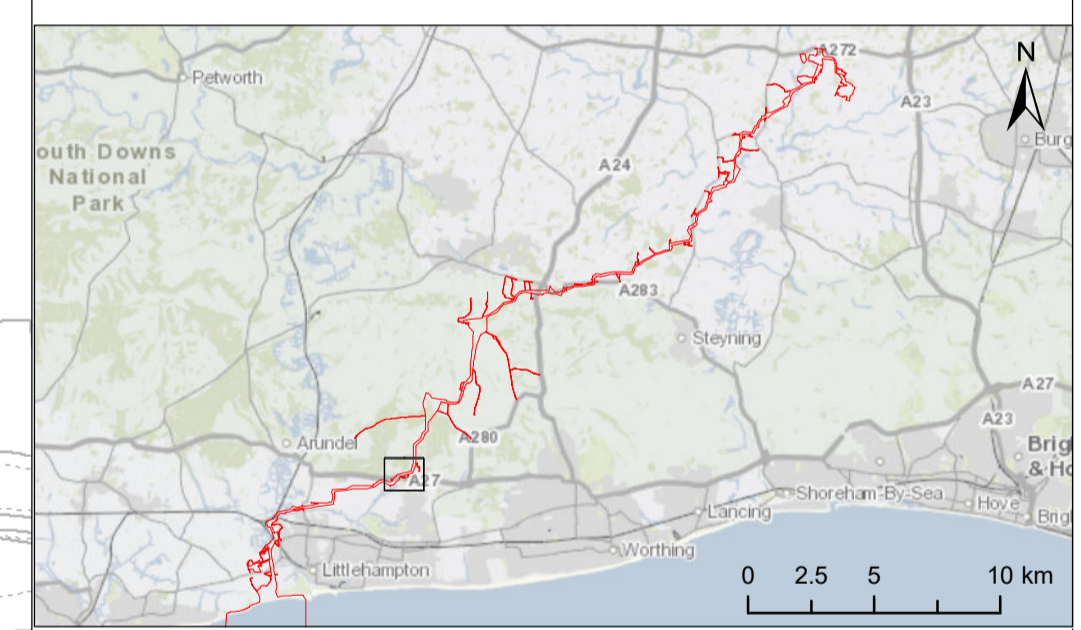 A272
N
Petworth
A23
Burg
outh Downs
National
Park
A24
A283
Steyning
A27
A23
Arundel
A280
Brig
& Ho
A27
Shoreham-By-Sea
Hove
Lancing
Brig
Worthing
Littlehampton
0 2.5 5 10 km